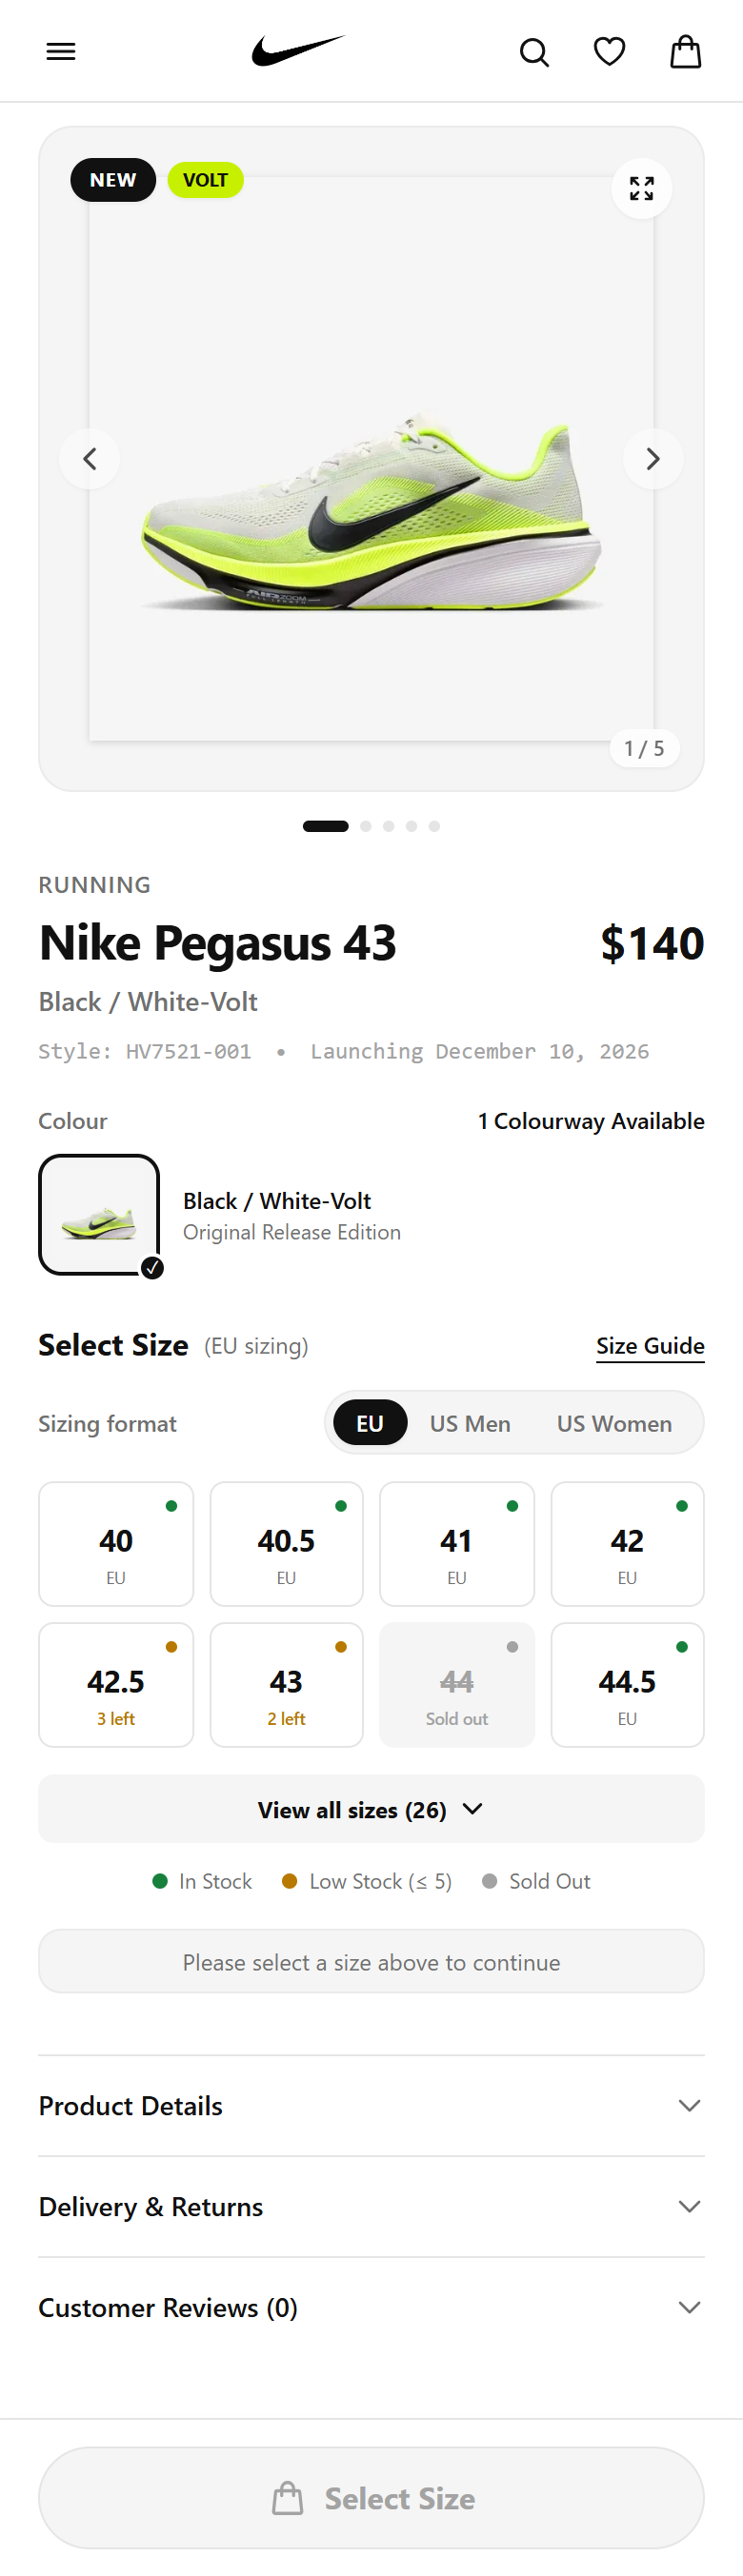 NEW
VOLT
1 / 5
RUNNING
Nike Pegasus 43
$140
Black / White-Volt
Style: HV7521-001 • Launching December 10, 2026
Colour
1 Colourway Available
Black / White-Volt
Original Release Edition
Select Size (EU sizing)
Size Guide
Sizing format
EU
US Men
US Women
40
EU
40.5
EU
41
EU
42
EU
42.5
3 left
43
2 left
44
Sold out
44.5
EU
View all sizes (26)
In Stock
Low Stock (≤ 5)
Sold Out
Please select a size above to continue
Product Details
Delivery & Returns
Customer Reviews (0)
Select Size